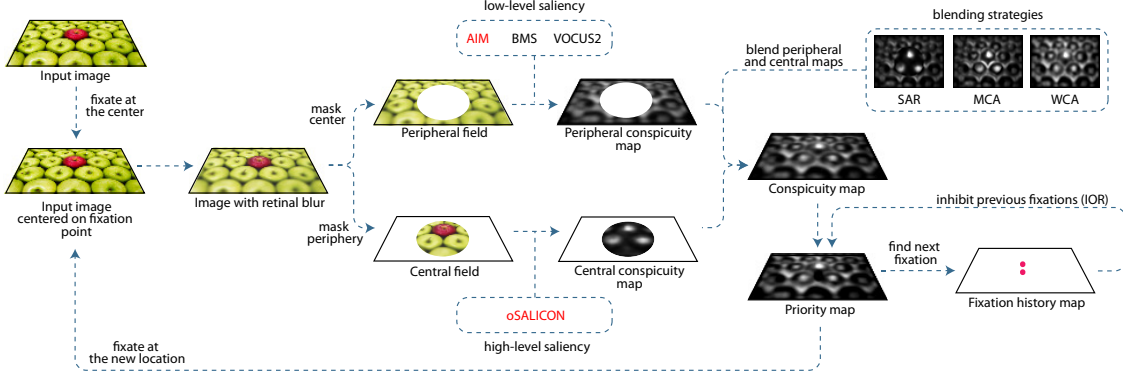 low-level saliency
AIM BMS VOCUS2
blending strategies
SAR MCA WCA
blend peripheral
and central maps
Input image
fixate at
the center
mask
center
Peripheral field
Peripheral conspicuity
map
Input image
centered on fixation
point
Image with retinal blur
Conspicuity map
mask
periphery
Central field
Central conspicuity
map
inhibit previous fixations (IOR)
find next
fixation
Priority map
Fixation history map
oSALICON
high-level saliency
fixate at
the new location